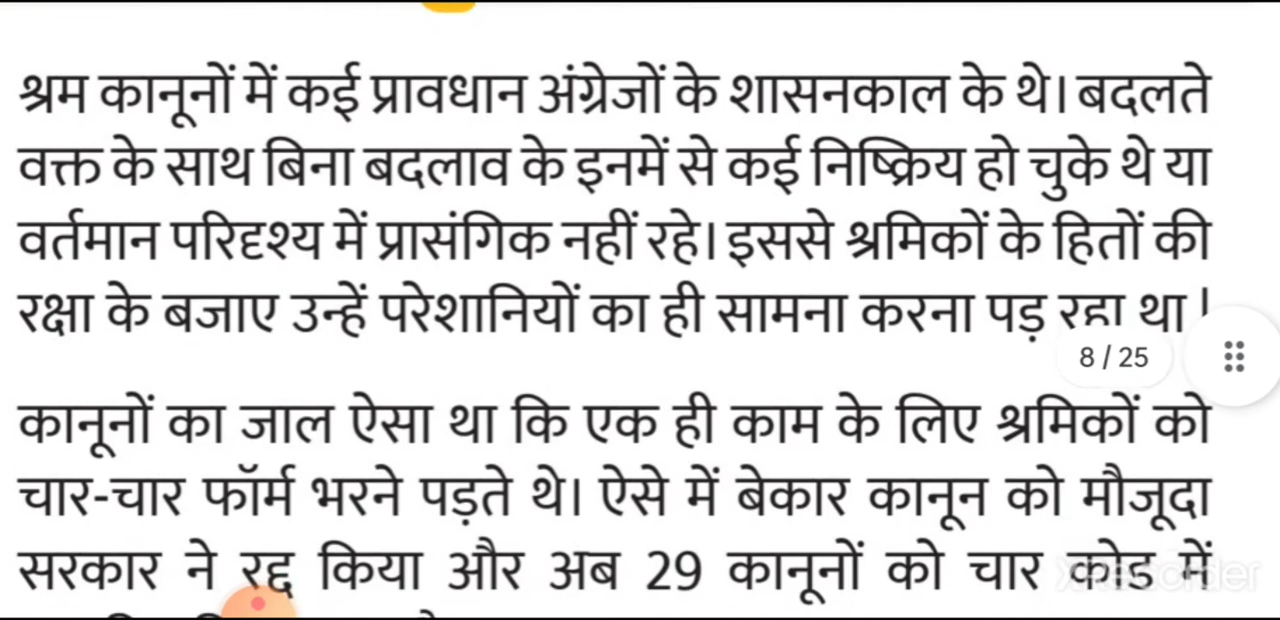 श्रम कानूनों में कई प्रावधान अंग्रेजों के शासनकाल के थे। बदलते
वक्त के साथ बिना बदलाव के इनमें से कई निष्क्रिय हो चुके थे या
वर्तमान परिदृश्य में प्रासंगिक नहीं रहे। इससे श्रमिकों के हितों की
रक्षा के बजाए उन्हें परेशानियों का ही सामना करना पड़ रहा था।
8 / 25
कानूनों का जाल ऐसा था कि एक ही काम के लिए श्रमिकों को
चार-चार फॉर्म भरने पड़ते थे। ऐसे में बेकार कानून को मौजूदा
सरकार ने रद्द किया और अब 29 कानूनों को चार कोड में